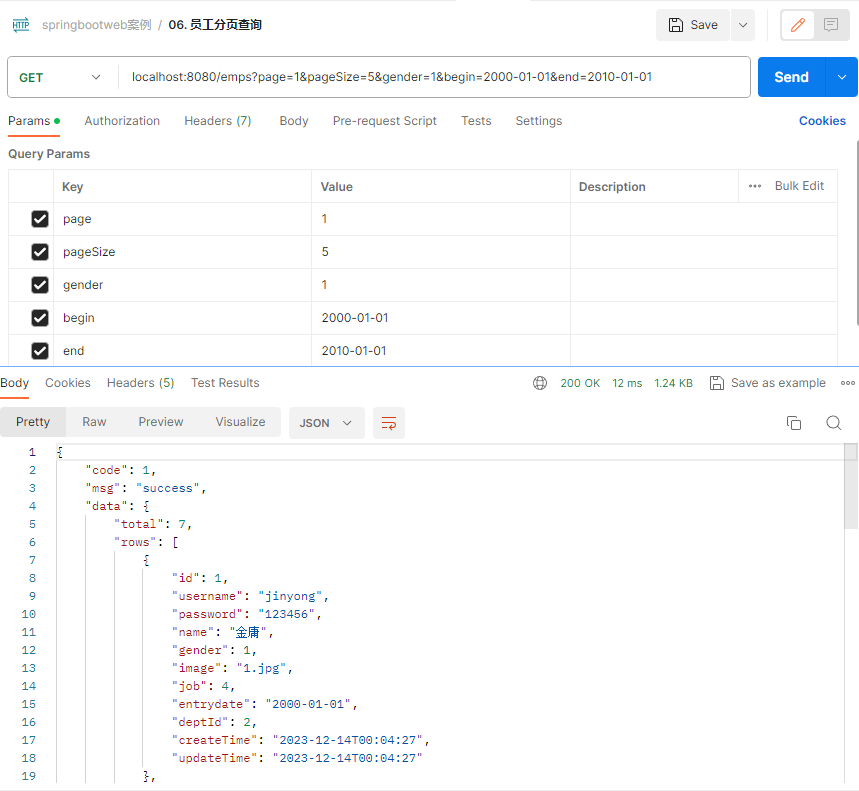 HTTP springbootweb案例 / 06. 员工分页查询 Save
GET localhost:8080/emps?page=1&pageSize=5&gender=1&begin=2000-01-01&end=2010-01-01 Send
Params Authorization Headers (7) Body Pre-request Script Tests Settings Cookies
Query Params
Key Value Description ••• Bulk Edit
page 1
pageSize 5
gender 1
begin 2000-01-01
end 2010-01-01
Body Cookies Headers (5) Test Results 200 OK 12 ms 1.24 KB Save as example
Pretty Raw Preview Visualize JSON
1 {
2 "code": 1,
3 "msg": "success",
4 "data": {
5 "total": 7,
6 "rows": [
7 {
8 "id": 1,
9 "username": "jinyong",
10 "password": "123456",
11 "name": "金庸",
12 "gender": 1,
13 "image": "1.jpg",
14 "job": 4,
15 "entrydate": "2000-01-01",
16 "deptId": 2,
17 "createTime": "2023-12-14T00:04:27",
18 "updateTime": "2023-12-14T00:04:27"
19 },